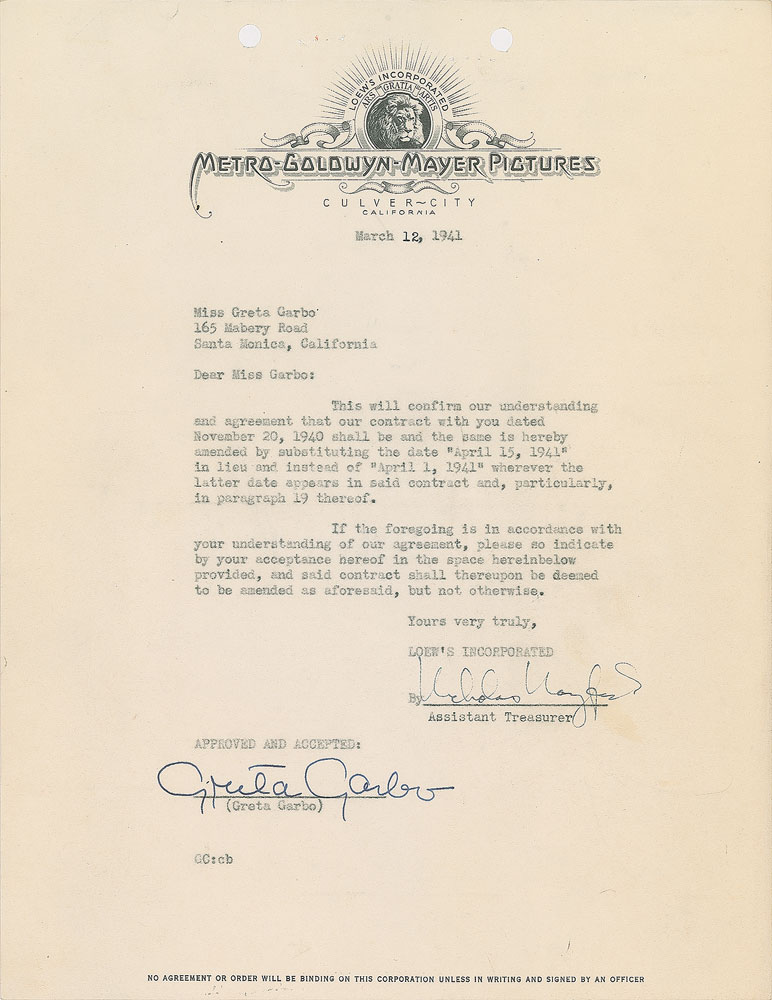 LOEW'S INCORPORATED
ARS GRATIA ARTIS
METRO-GOLDWYN-MAYER PICTURES
CULVER~CITY
CALIFORNIA
March 12, 1941
Miss Greta Garbo
165 Mabery Road
Santa Monica, California
Dear Miss Garbo:
This will confirm our understanding
and agreement that our contract with you dated
November 20, 1940 shall be and the same is hereby
amended by substituting the date "April 15, 1941"
in lieu and instead of "April 1, 1941" wherever the
latter date appears in said contract and, particularly,
in paragraph 19 thereof.
If the foregoing is in accordance with
your understanding of our agreement, please so indicate
by your acceptance hereof in the space hereinbelow
provided, and said contract shall thereupon be deemed
to be amended as aforesaid, but not otherwise.
Yours very truly,
LOEW'S INCORPORATED
By Nicholas
Assistant Treasurer
APPROVED AND ACCEPTED:
Greta Garbo
(Greta Garbo)
GC:cb
NO AGREEMENT OR ORDER WILL BE BINDING ON THIS CORPORATION UNLESS IN WRITING AND SIGNED BY AN OFFICER